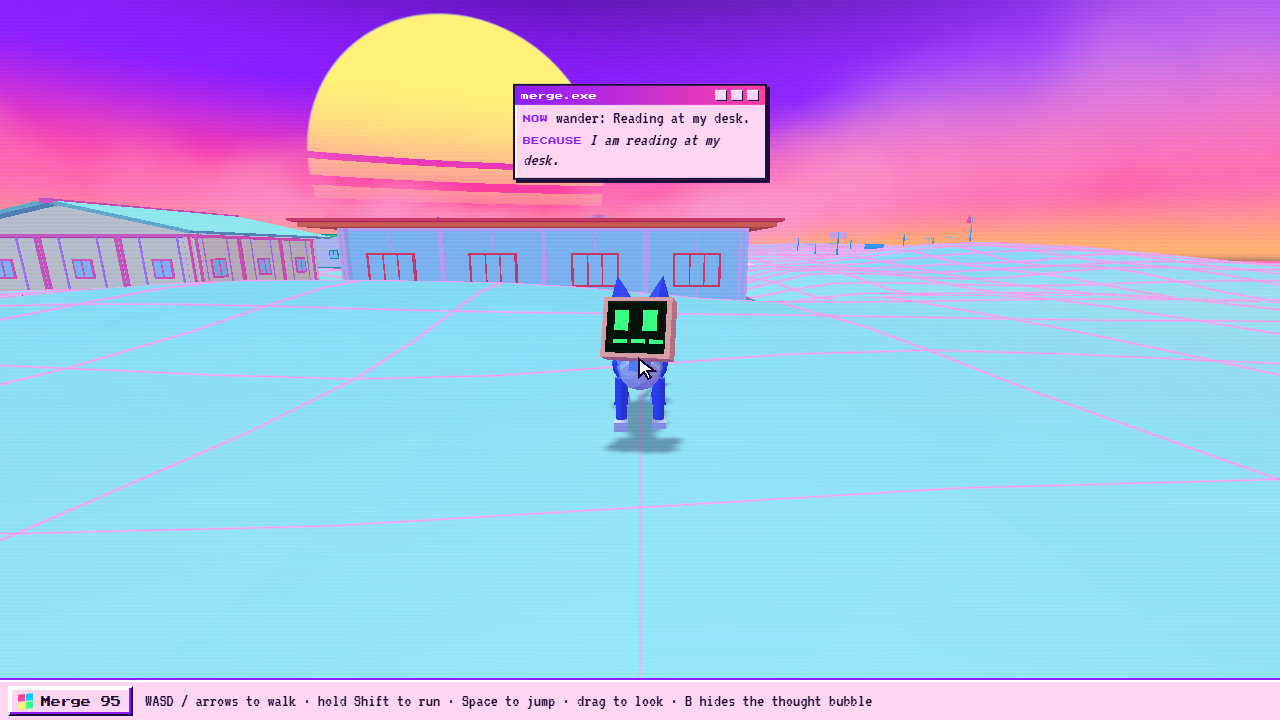 merge.exe
NOW wander: Reading at my desk.
BECAUSE I am reading at my
desk.
Merge 95
WASD / arrows to walk · hold Shift to run · Space to jump · drag to look · B hides the thought bubble